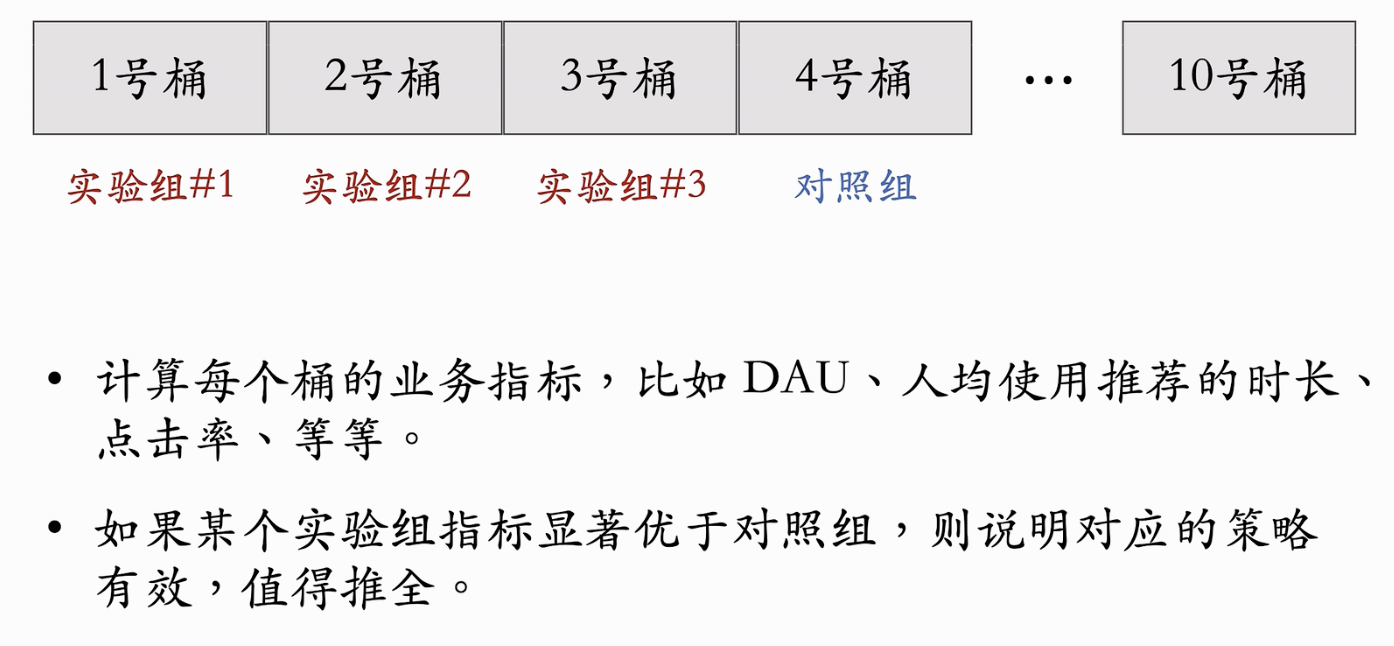 1号桶 2号桶 3号桶 4号桶 ··· 10号桶
实验组#1 实验组#2 实验组#3 对照组
• 计算每个桶的业务指标，比如 DAU、人均使用推荐的时长、
点击率、等等。
• 如果某个实验组指标显著优于对照组，则说明对应的策略
有效，值得推全。